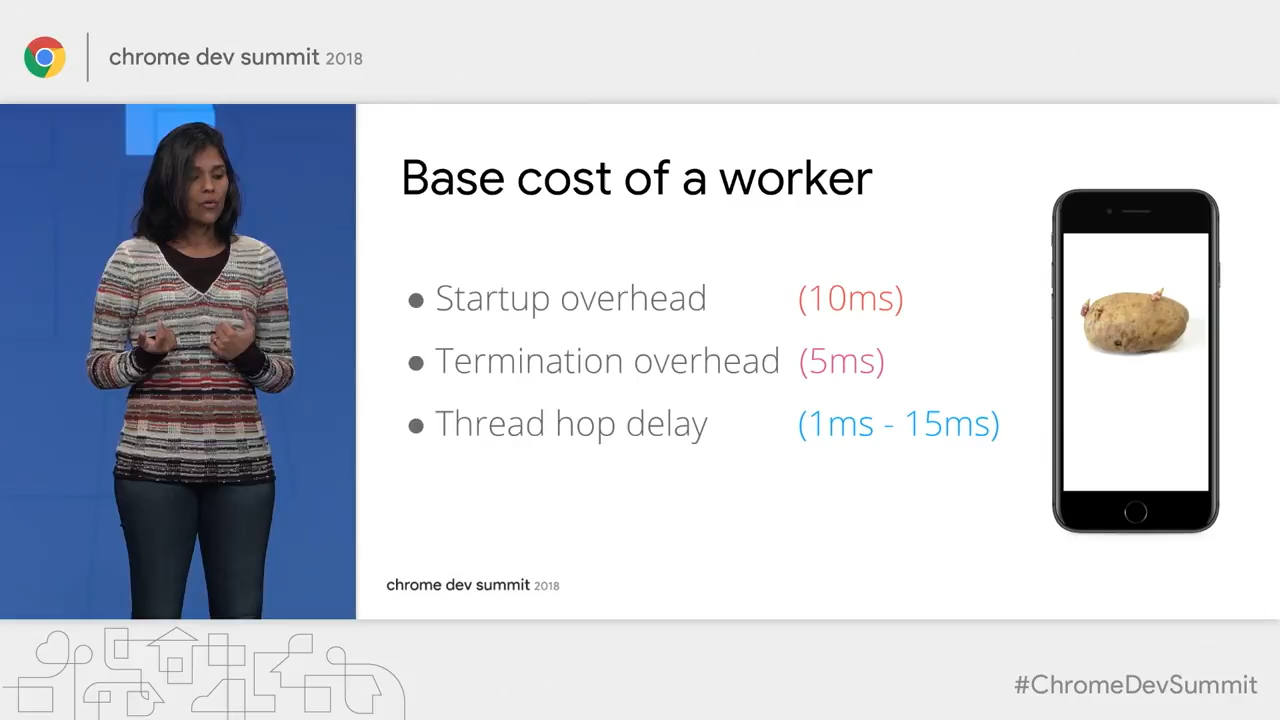 chrome dev summit 2018
Base cost of a worker
● Startup overhead (10ms)
● Termination overhead (5ms)
● Thread hop delay (1ms - 15ms)
chrome dev summit 2018
#ChromeDevSummit